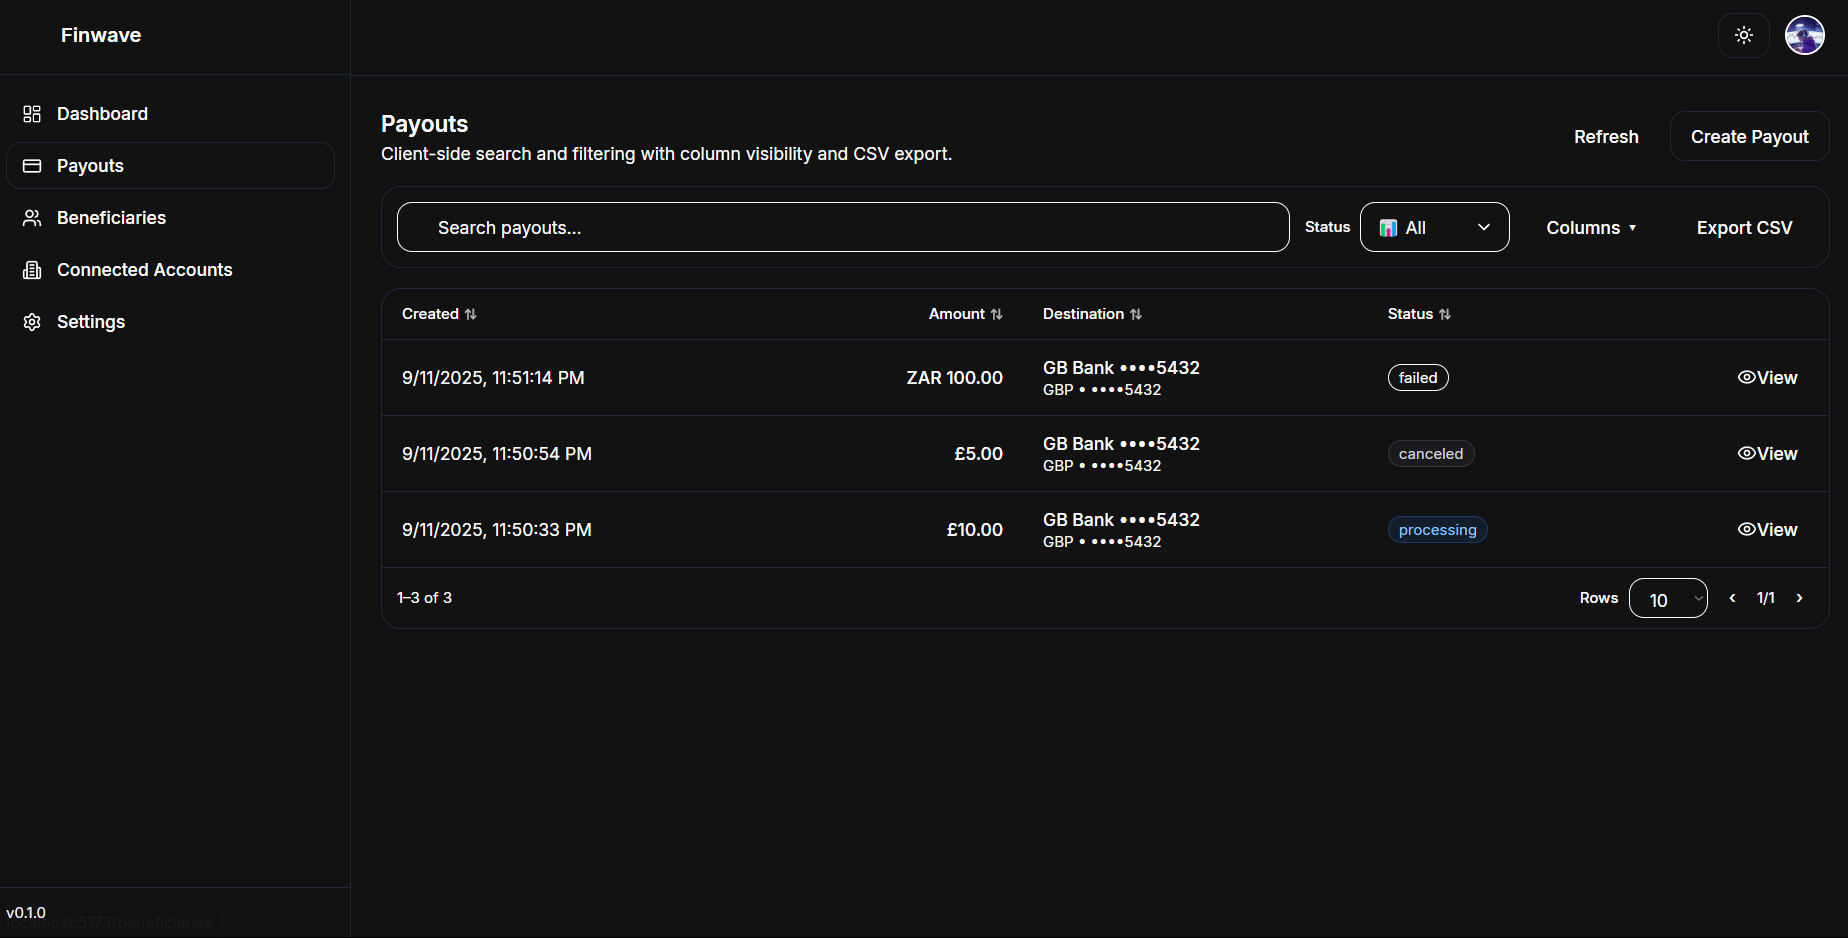 Finwave
Dashboard
Payouts
Beneficiaries
Connected Accounts
Settings
v0.1.0
localhost:5173/beneficiaries
Payouts
Client-side search and filtering with column visibility and CSV export.
Refresh
Create Payout
Search payouts...
Status
All
Columns ▾
Export CSV
Created Amount Destination Status
9/11/2025, 11:51:14 PM ZAR 100.00 GB Bank ••••5432 failed View
GBP • ••••5432
9/11/2025, 11:50:54 PM £5.00 GB Bank ••••5432 canceled View
GBP • ••••5432
9/11/2025, 11:50:33 PM £10.00 GB Bank ••••5432 processing View
GBP • ••••5432
1–3 of 3
Rows 10 ‹ 1/1 ›